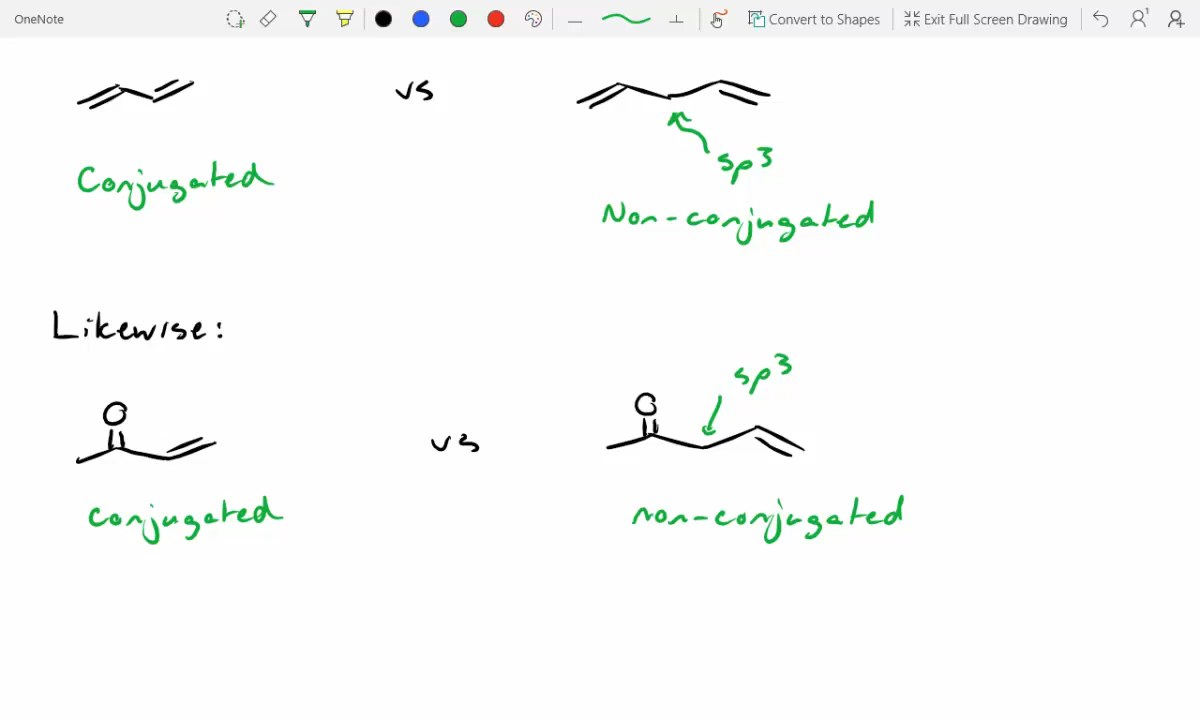 OneNote
Convert to Shapes
Exit Full Screen Drawing
1
vs
sp3
Conjugated
Non-conjugated
Likewise:
sp3
O
O
vs
conjugated
non-conjugated